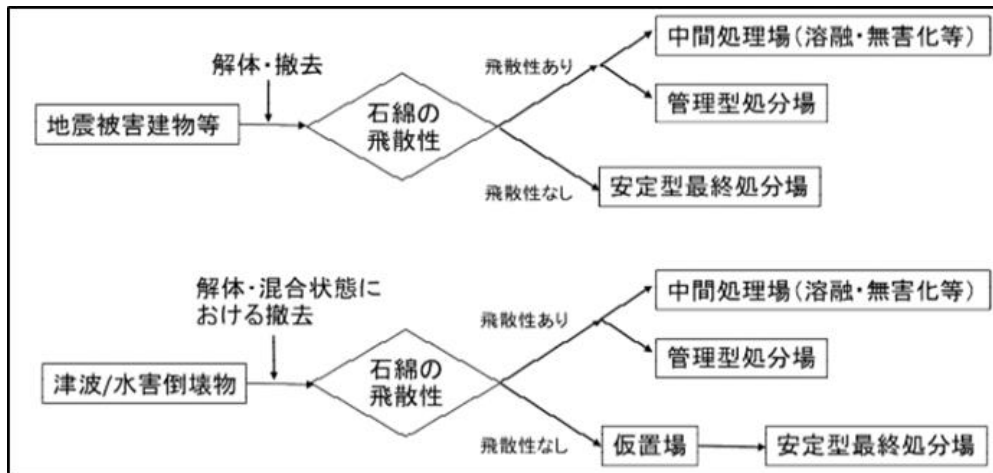 解体・撤去
地震被害建物等
石綿の
飛散性
飛散性あり
飛散性なし
中間処理場（溶融・無害化等）
管理型処分場
安定型最終処分場
解体・混合状態に
おける撤去
津波/水害倒壊物
石綿の
飛散性
飛散性あり
飛散性なし
中間処理場（溶融・無害化等）
管理型処分場
仮置場
安定型最終処分場